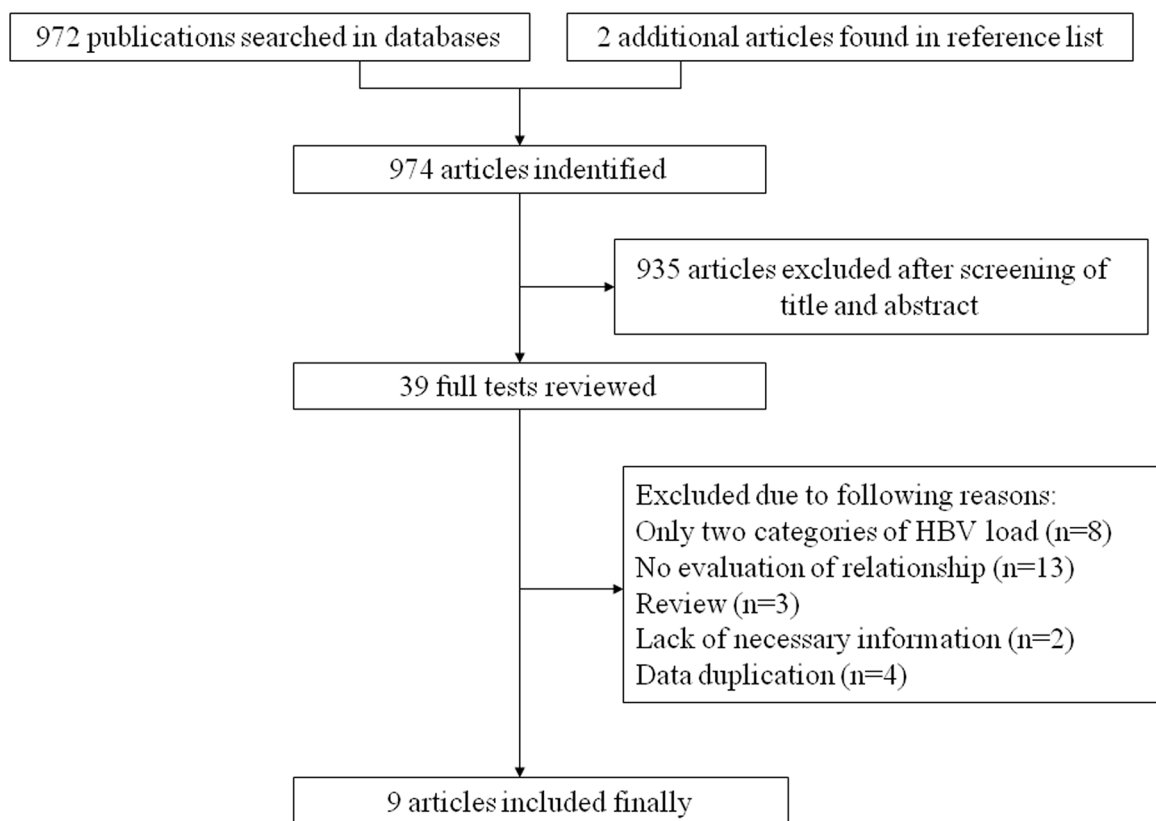 972 publications searched in databases
2 additional articles found in reference list
974 articles indentified
935 articles excluded after screening of
title and abstract
39 full tests reviewed
Excluded due to following reasons:
Only two categories of HBV load (n=8)
No evaluation of relationship (n=13)
Review (n=3)
Lack of necessary information (n=2)
Data duplication (n=4)
9 articles included finally